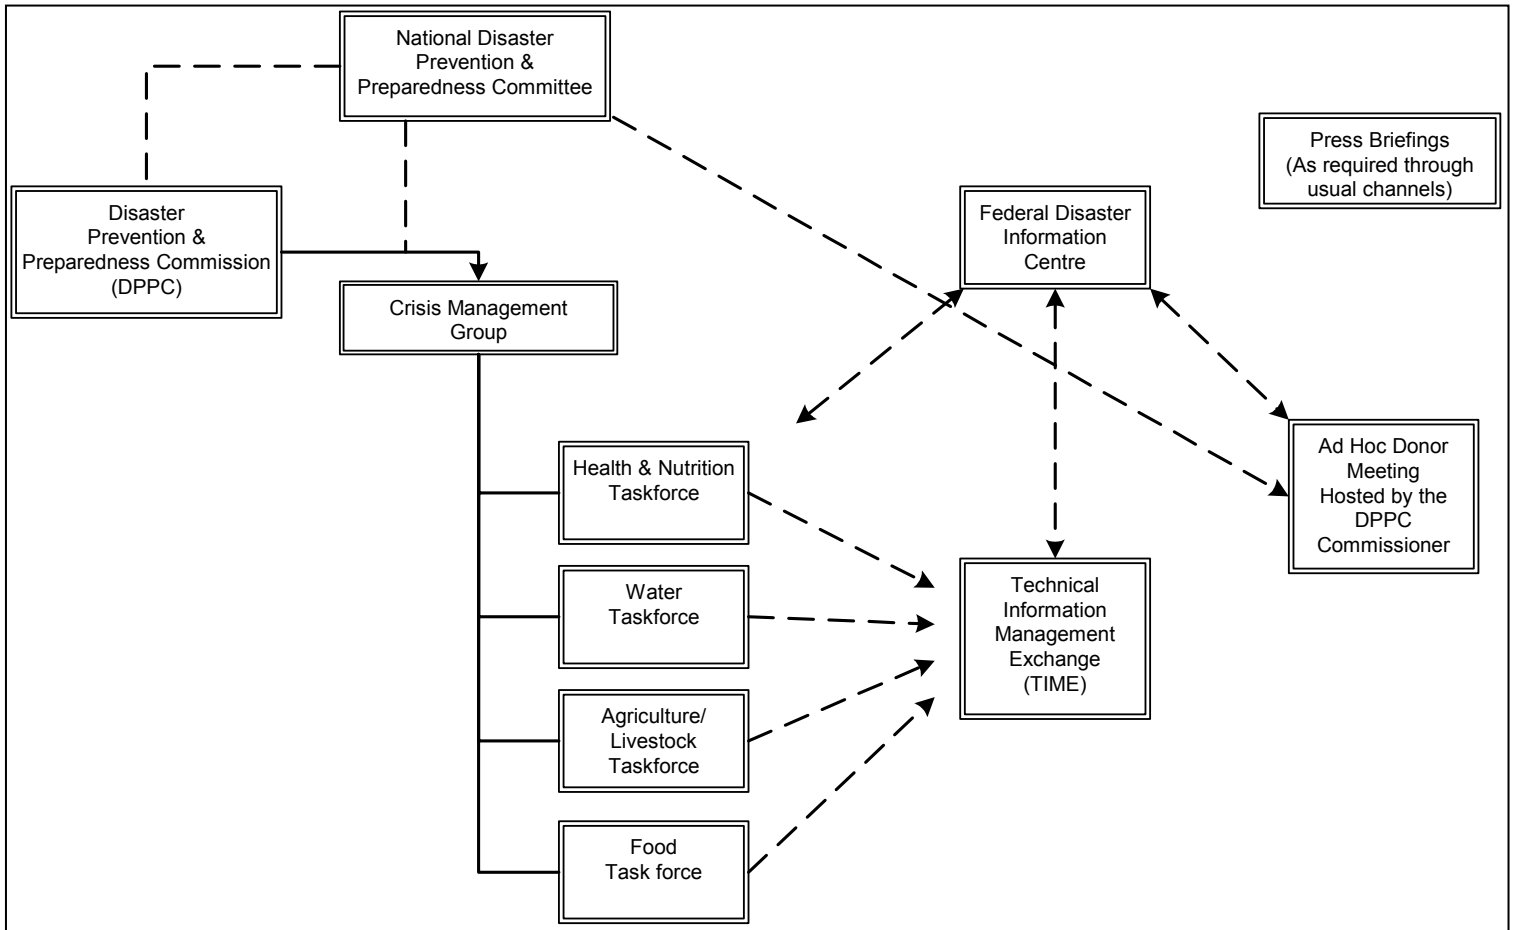 National Disaster
Prevention &
Preparedness Committee
Press Briefings
(As required through
usual channels)
Disaster
Prevention &
Preparedness Commission
(DPPC)
Federal Disaster
Information
Centre
Crisis Management
Group
Health & Nutrition
Taskforce
Ad Hoc Donor
Meeting
Hosted by the
DPPC
Commissioner
Water
Taskforce
Technical
Information
Management
Exchange
(TIME)
Agriculture/
Livestock
Taskforce
Food
Task force